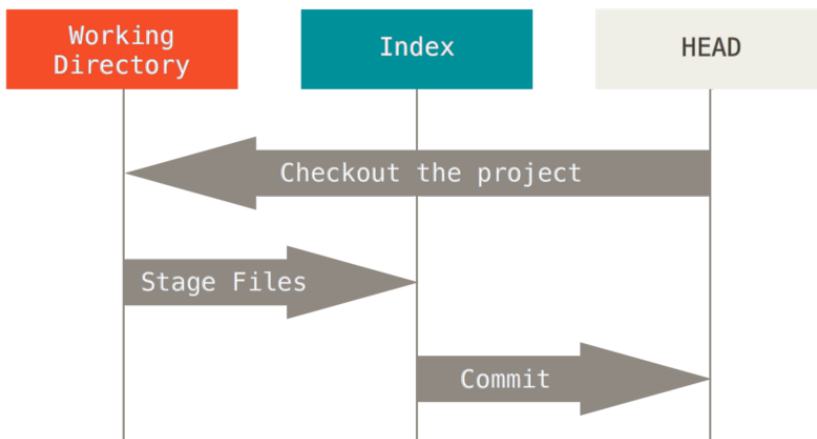 Working
Directory
Index
HEAD
Checkout the project
Stage Files
Commit